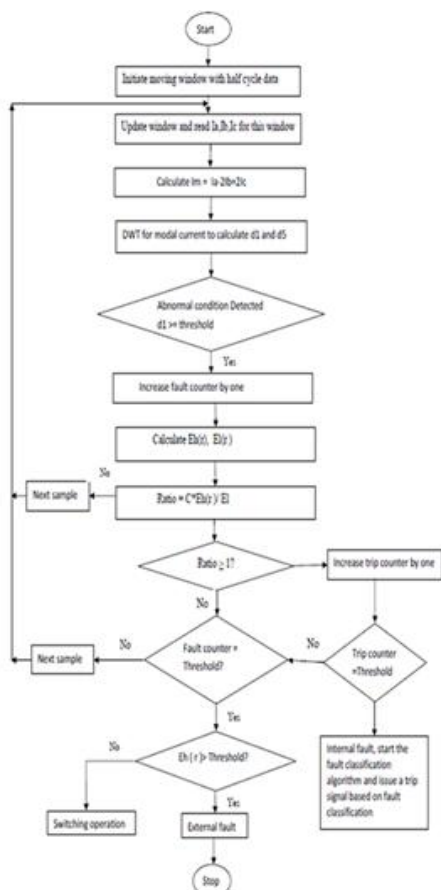 Start
Initiate moving window with half cycle data
Update window and read Ia,Ib,Ic for this window
Calculate Im = Ia-2Ib+2Ic
DWT for modal current to calculate d1 and d5
Abnormal condition Detected
d1 >= threshold
Yes
Increase fault counter by one
Calculate Eh(r), El(r )
No
Next sample
Ratio = C*Eh(r )/ El
Ratio ≥ 1?
Increase trip counter by one
No
Fault counter =
Threshold?
No
Next sample
No
Trip counter
=Threshold
Yes
Internal fault, start the
fault classification
algorithm and issue a trip
signal based on fault
classification
Eh ( r )> Threshold?
No
Switching operation
Yes
External fault
Stop